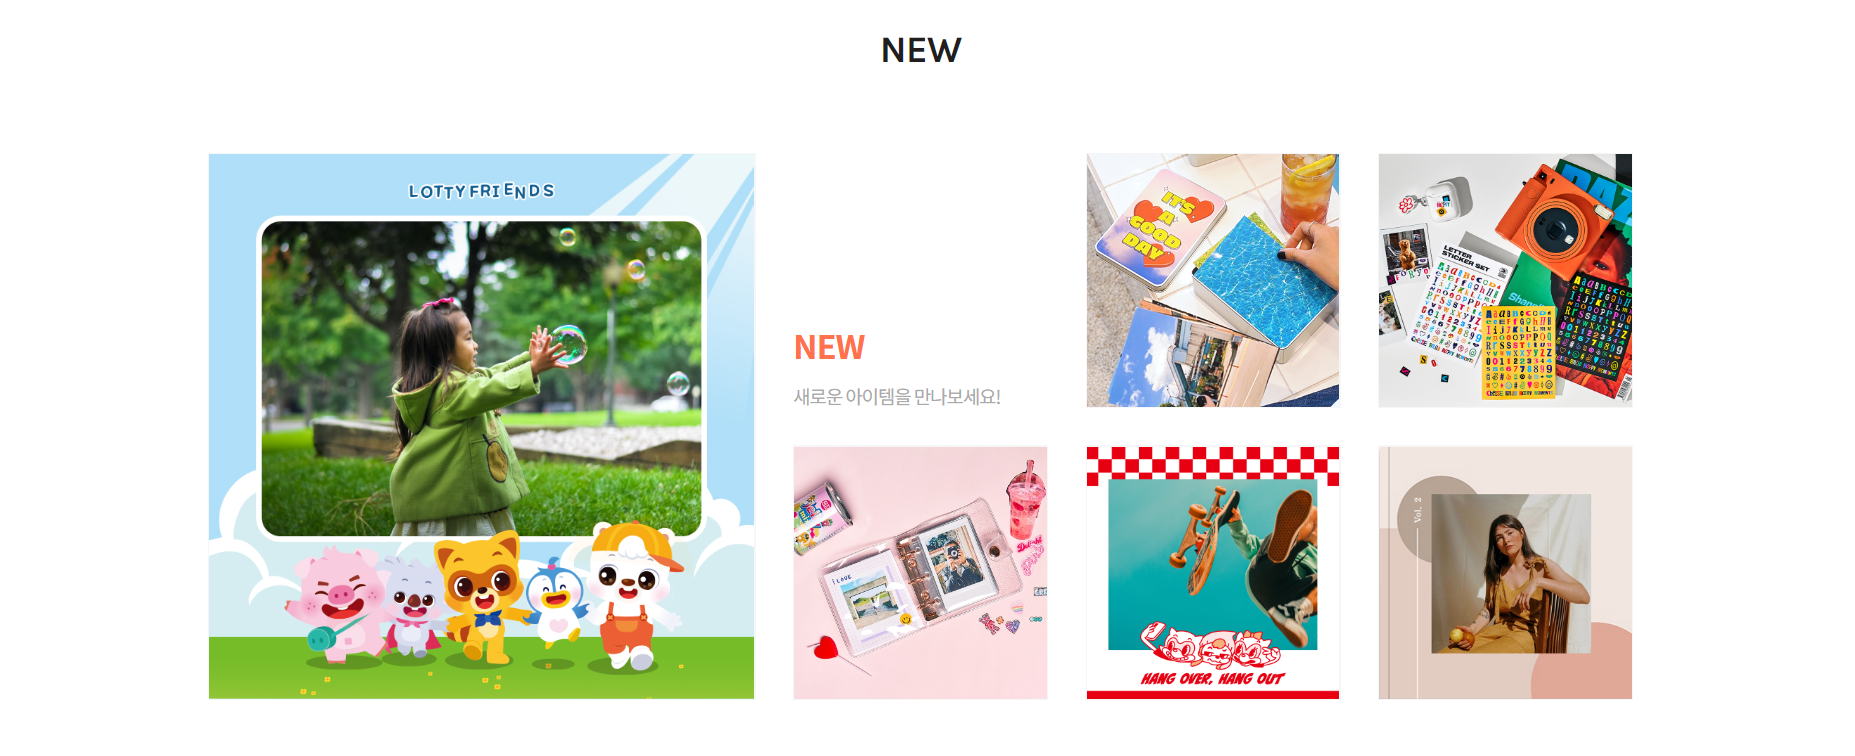 NEW
LOTTY FRIENDS
NEW
새로운 아이템을 만나보세요!
IT'S
A
GOOD
DAY
LETTER
STICKER SET
LOVE
HANG OVER, HANG OUT
Vol. 2